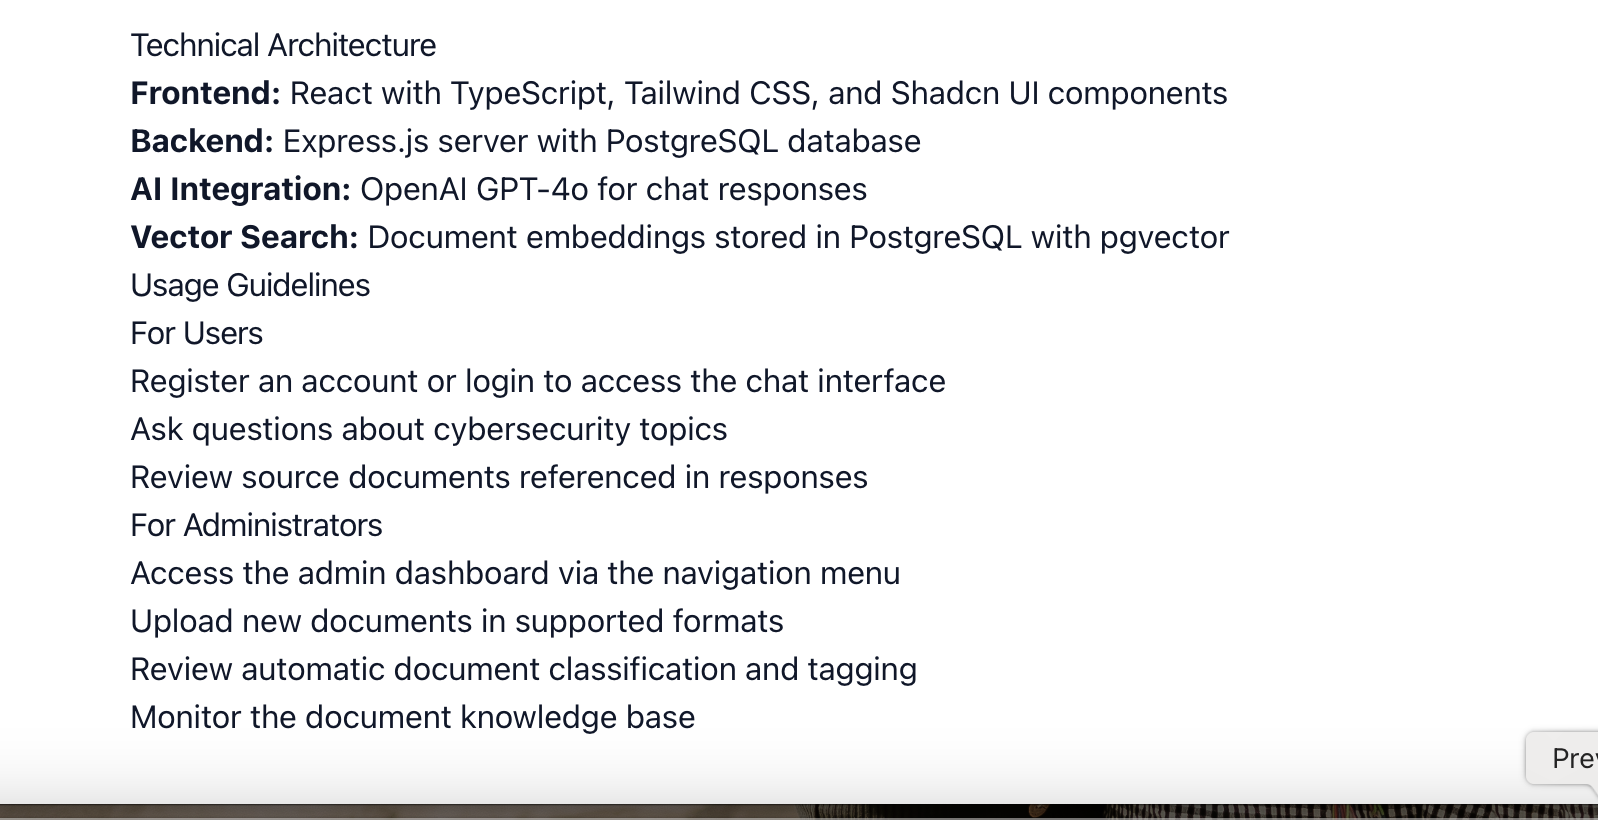 Technical Architecture
Frontend: React with TypeScript, Tailwind CSS, and Shadcn UI components
Backend: Express.js server with PostgreSQL database
AI Integration: OpenAI GPT-4o for chat responses
Vector Search: Document embeddings stored in PostgreSQL with pgvector
Usage Guidelines
For Users
Register an account or login to access the chat interface
Ask questions about cybersecurity topics
Review source documents referenced in responses
For Administrators
Access the admin dashboard via the navigation menu
Upload new documents in supported formats
Review automatic document classification and tagging
Monitor the document knowledge base